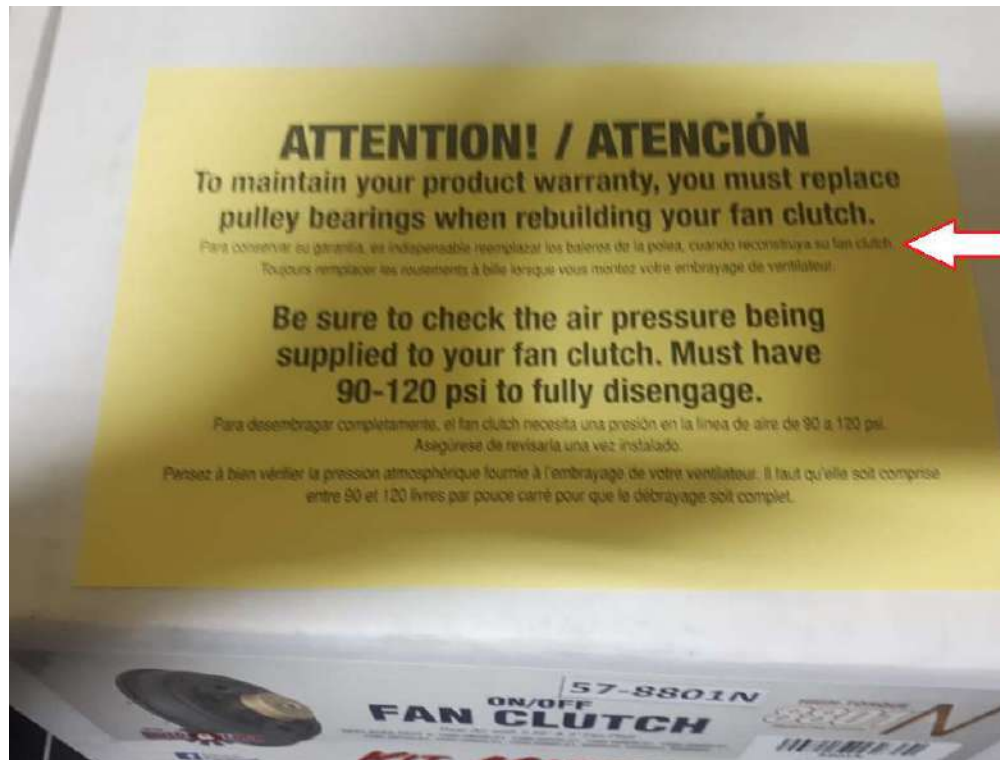 ATTENTION! / ATENCIÓN
To maintain your product warranty, you must replace
pulley bearings when rebuilding your fan clutch.
Para conservar su garantía, es indispensable reemplazar los baleros de la polea, cuando reconstruya su fan clutch.
Toujours remplacer les roulements à bille lorsque vous montez votre embrayage de ventilateur.
Be sure to check the air pressure being
supplied to your fan clutch. Must have
90-120 psi to fully disengage.
Para desembragar completamente, el fan clutch necesita una presión en la línea de aire de 90 a 120 psi.
Asegúrese de revisarla una vez instalado.
Pensez à bien vérifier la pression atmosphérique fournie à l'embrayage de votre ventilateur. Il faut qu'elle soit comprise
entre 90 et 120 livres par pouce carré pour que le débrayage soit complet.
57-8801N
ON/OFF
FAN CLUTCH